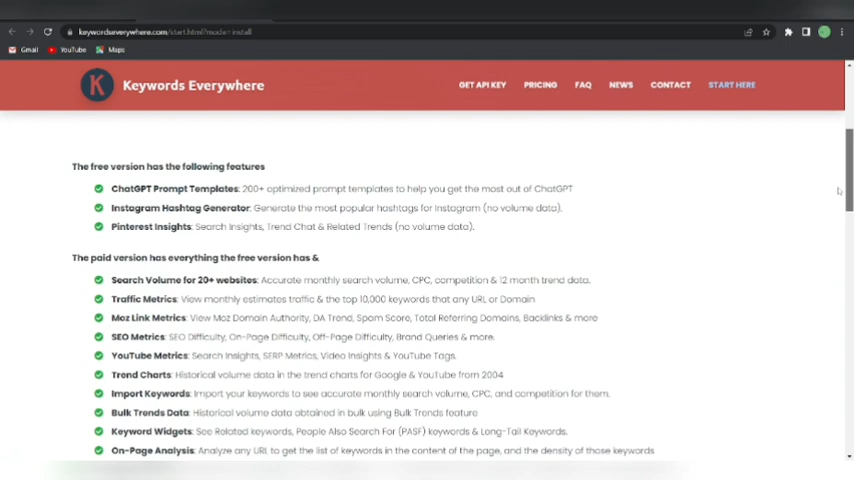 keywordseverywhere.com/start.html?mode=install
Gmail YouTube Maps
K Keywords Everywhere GET API KEY PRICING FAQ NEWS CONTACT START HERE
The free version has the following features
ChatGPT Prompt Templates: 200+ optimized prompt templates to help you get the most out of ChatGPT
Instagram Hashtag Generator: Generate the most popular hashtags for Instagram (no volume data).
Pinterest Insights: Search Insights, Trend Chat & Related Trends (no volume data).
The paid version has everything the free version has &
Search Volume for 20+ websites: Accurate monthly search volume, CPC, competition & 12 month trend data.
Traffic Metrics: View monthly estimates traffic & the top 10,000 keywords that any URL or Domain
Moz Link Metrics: View Moz Domain Authority, DA Trend, Spam Score, Total Referring Domains, Backlinks & more
SEO Metrics: SEO Difficulty, On-Page Difficulty, Off-Page Difficulty, Brand Queries & more.
YouTube Metrics: Search Insights, SERP Metrics, Video Insights & YouTube Tags.
Trend Charts: Historical volume data in the trend charts for Google & YouTube from 2004
Import Keywords: Import your keywords to see accurate monthly search volume, CPC, and competition for them.
Bulk Trends Data: Historical volume data obtained in bulk using Bulk Trends feature
Keyword Widgets: See Related keywords, People Also Search For (PASF) keywords & Long-Tail Keywords.
On-Page Analysis: Analyze any URL to get the list of keywords in the content of the page, and the density of those keywords